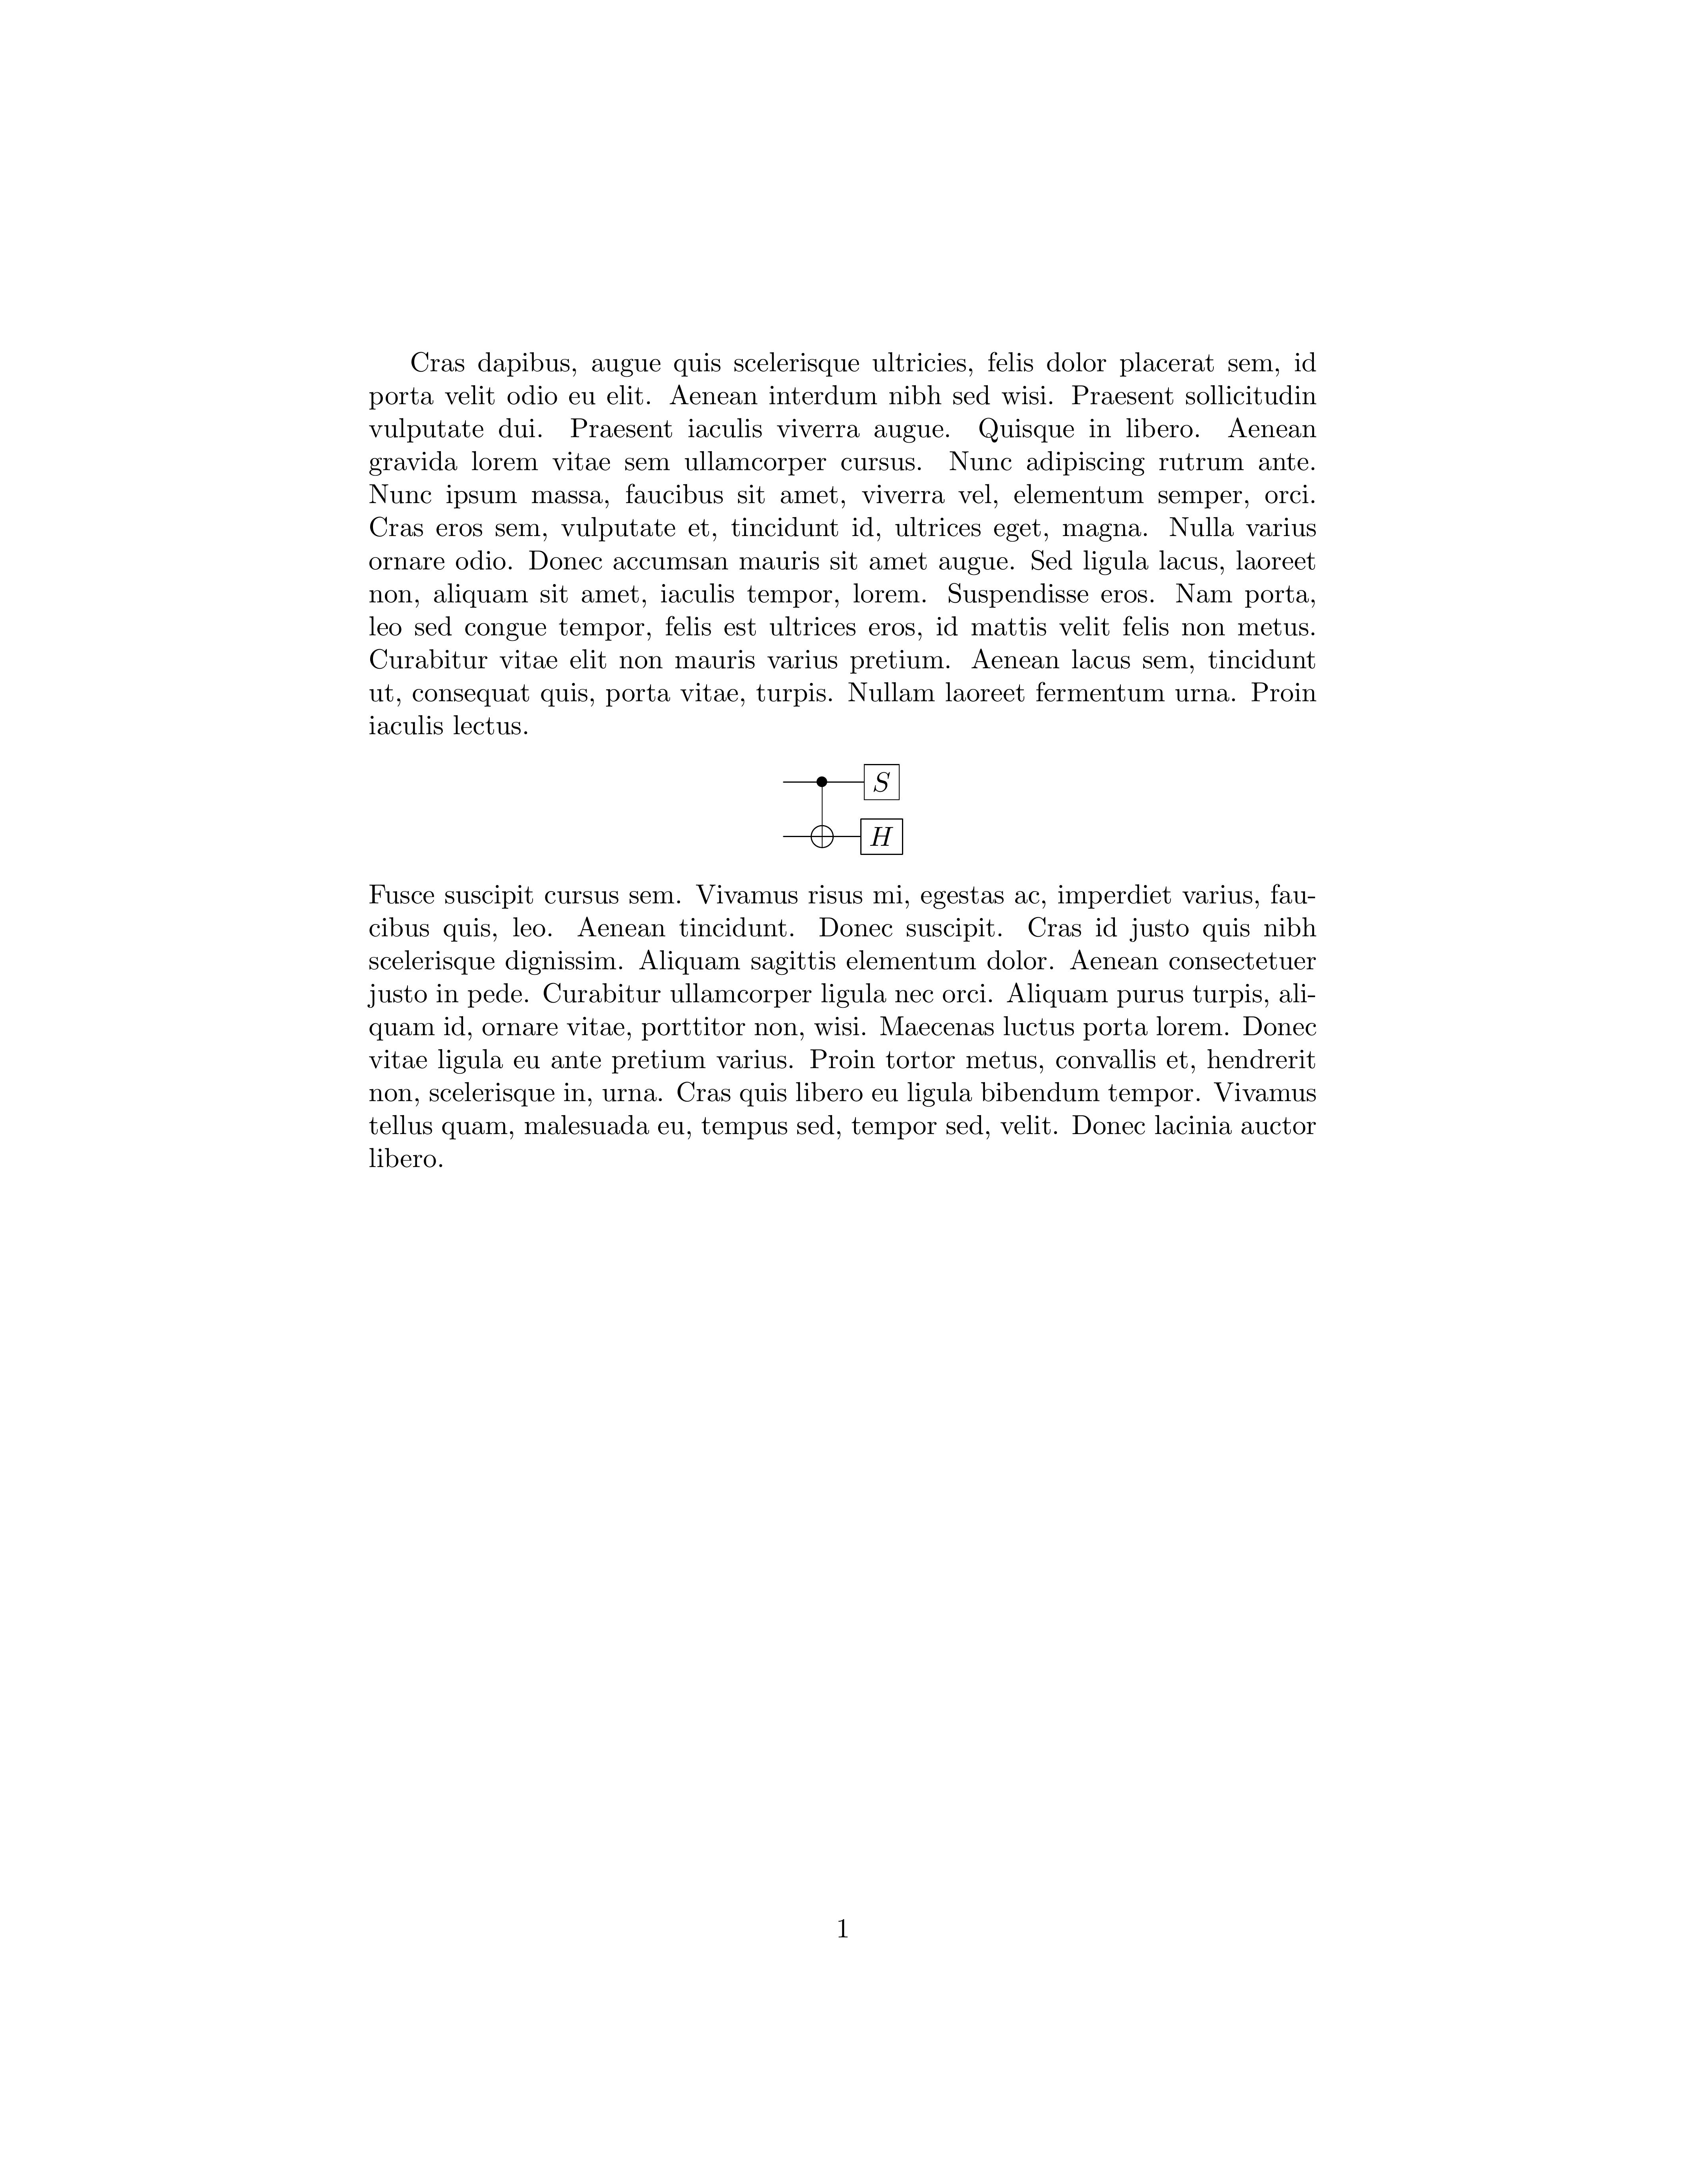 Cras dapibus, augue quis scelerisque ultricies, felis dolor placerat sem, id
porta velit odio eu elit. Aenean interdum nibh sed wisi. Praesent sollicitudin
vulputate dui. Praesent iaculis viverra augue. Quisque in libero. Aenean
gravida lorem vitae sem ullamcorper cursus. Nunc adipiscing rutrum ante.
Nunc ipsum massa, faucibus sit amet, viverra vel, elementum semper, orci.
Cras eros sem, vulputate et, tincidunt id, ultrices eget, magna. Nulla varius
ornare odio. Donec accumsan mauris sit amet augue. Sed ligula lacus, laoreet
non, aliquam sit amet, iaculis tempor, lorem. Suspendisse eros. Nam porta,
leo sed congue tempor, felis est ultrices eros, id mattis velit felis non metus.
Curabitur vitae elit non mauris varius pretium. Aenean lacus sem, tincidunt
ut, consequat quis, porta vitae, turpis. Nullam laoreet fermentum urna. Proin
iaculis lectus.
S
H
Fusce suscipit cursus sem. Vivamus risus mi, egestas ac, imperdiet varius, fau-
cibus quis, leo. Aenean tincidunt. Donec suscipit. Cras id justo quis nibh
scelerisque dignissim. Aliquam sagittis elementum dolor. Aenean consectetuer
justo in pede. Curabitur ullamcorper ligula nec orci. Aliquam purus turpis, ali-
quam id, ornare vitae, porttitor non, wisi. Maecenas luctus porta lorem. Donec
vitae ligula eu ante pretium varius. Proin tortor metus, convallis et, hendrerit
non, scelerisque in, urna. Cras quis libero eu ligula bibendum tempor. Vivamus
tellus quam, malesuada eu, tempus sed, tempor sed, velit. Donec lacinia auctor
libero.
1